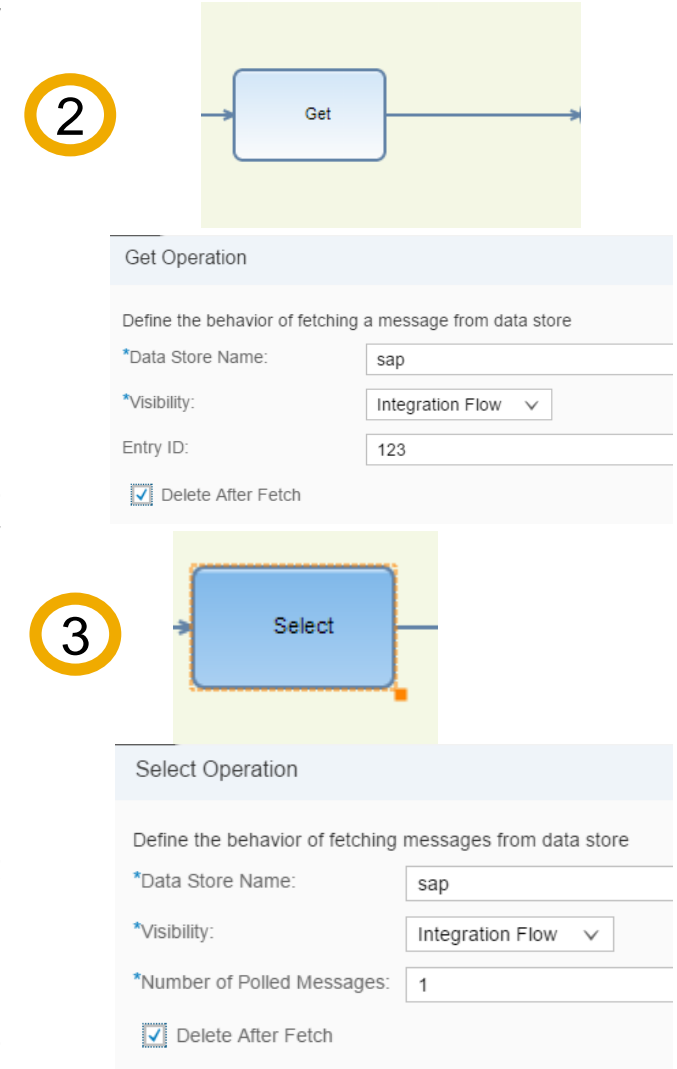 2
Get
Get Operation
Define the behavior of fetching a message from data store
*Data Store Name:
sap
*Visibility:
Integration Flow
Entry ID:
123
Delete After Fetch
3
Select
Select Operation
Define the behavior of fetching messages from data store
*Data Store Name:
sap
*Visibility:
Integration Flow
*Number of Polled Messages:
1
Delete After Fetch